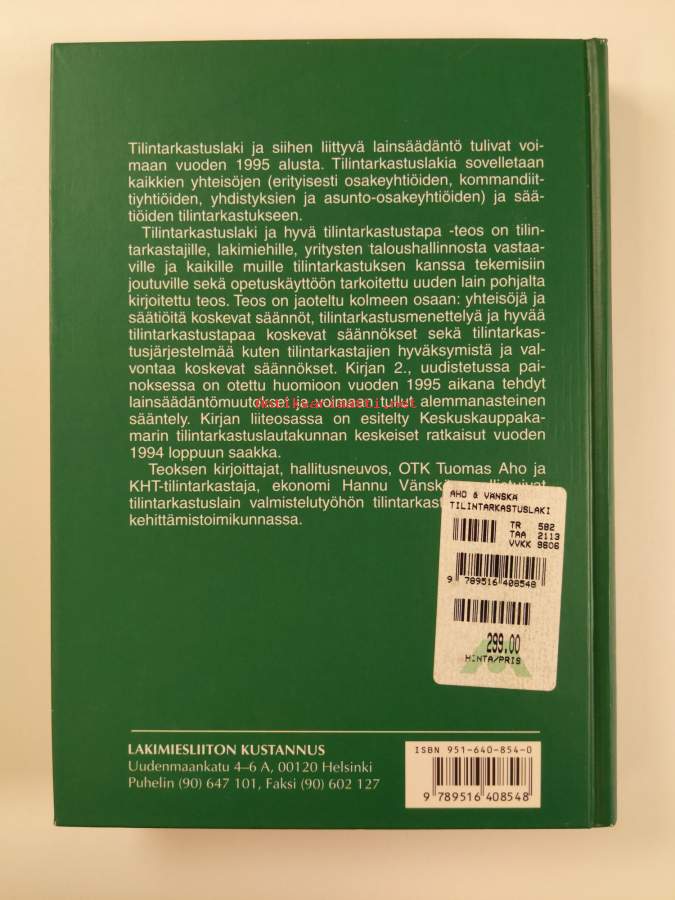 Tilintarkastuslaki ja siihen liittyvä lainsäädäntö tulivat voi-
maan vuoden 1995 alusta. Tilintarkastuslakia sovelletaan
kaikkien yhteisöjen (erityisesti osakeyhtiöiden, kommandiit-
tiyhtiöiden, yhdistyksien ja asunto-osakeyhtiöiden) ja sää-
tiöiden tilintarkastukseen.
Tilintarkastuslaki ja hyvä tilintarkastustapa -teos on tilin-
tarkastajille, lakimiehille, yritysten taloushallinnosta vastaa-
ville ja kaikille muille tilintarkastuksen kanssa tekemisiin
joutuville sekä opetuskäyttöön tarkoitettu uuden lain pohjalta
kirjoitettu teos. Teos on jaoteltu kolmeen osaan: yhteisöjä ja
säätiöitä koskevat säännöt, tilintarkastusmenettelyä ja hyvää
tilintarkastustapaa koskevat säännökset sekä tilintarkas-
tusjärjestelmää kuten tilintarkastajien hyväksymistä ja val-
vontaa koskevat säännökset. Kirjan 2., uudistetussa pai-
noksessa on otettu huomioon vuoden 1995 aikana tehdyt
lainsäädäntömuutokset ja voimaan tullut alemmanasteinen
sääntely. Kirjan liiteosassa on esitelty Keskuskauppaka-
marin tilintarkastuslautakunnan keskeiset ratkaisut vuoden
1994 loppuun saakka.
Teoksen kirjoittajat, hallitusneuvos, OTK Tuomas Aho ja
KHT-tilintarkastaja, ekonomi Hannu Vänskä
tilintarkastuslain valmistelutyöhön
kehittämistoimikunnassa.
AHO & VÄNSKÄ
TILINTARKASTUSLAKI
TR 582
TAA 2113
VVKK 9606
9 789516 408548
299.00
HINTA/PRIS
LAKIMIESLIITON KUSTANNUS
Uudenmaankatu 4–6 A, 00120 Helsinki
Puhelin (90) 647 101, Faksi (90) 602 127
ISBN 951-640-854-0
9 789516 408548